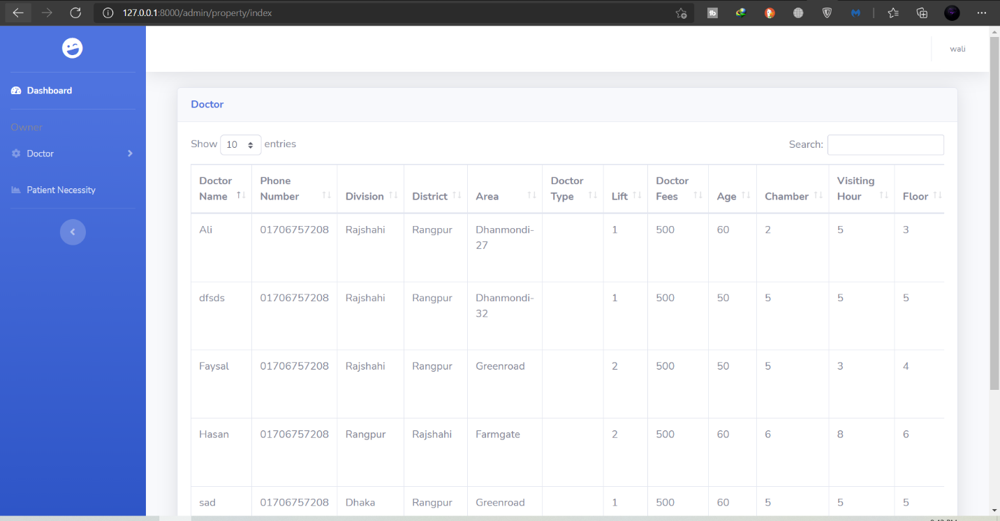 127.0.0.1:8000/admin/property/index
wali
Dashboard
Owner
Doctor
Patient Necessity
Doctor
Show 10 entries
Search:
Doctor Name Phone Number Division District Area Doctor Type Lift Doctor Fees Age Chamber Visiting Hour Floor
Ali 01706757208 Rajshahi Rangpur Dhanmondi-27 1 500 60 2 5 3
dfsds 01706757208 Rajshahi Rangpur Dhanmondi-32 1 500 50 5 5 5
Faysal 01706757208 Rajshahi Rangpur Greenroad 2 500 50 5 3 4
Hasan 01706757208 Rangpur Rajshahi Farmgate 2 500 60 6 8 6
sad 01706757208 Dhaka Rangpur Greenroad 1 500 60 5 5 5